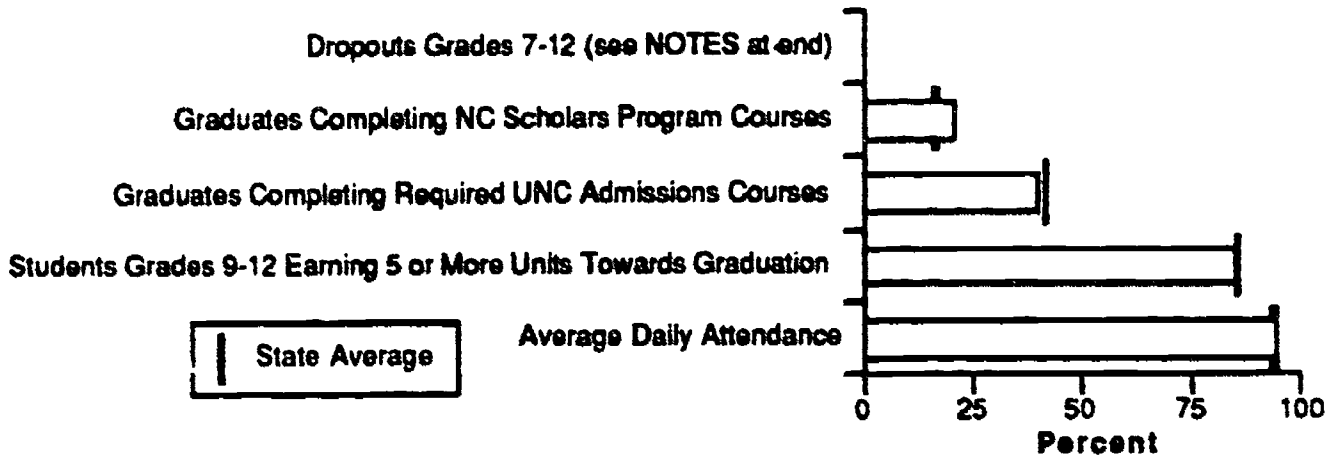 Dropouts Grades 7-12 (see NOTES at end)
Graduates Completing NC Scholars Program Courses
Graduates Completing Required UNC Admissions Courses
Students Grades 9-12 Earning 5 or More Units Towards Graduation
Average Daily Attendance
State Average
0 25 50 75 100
Percent